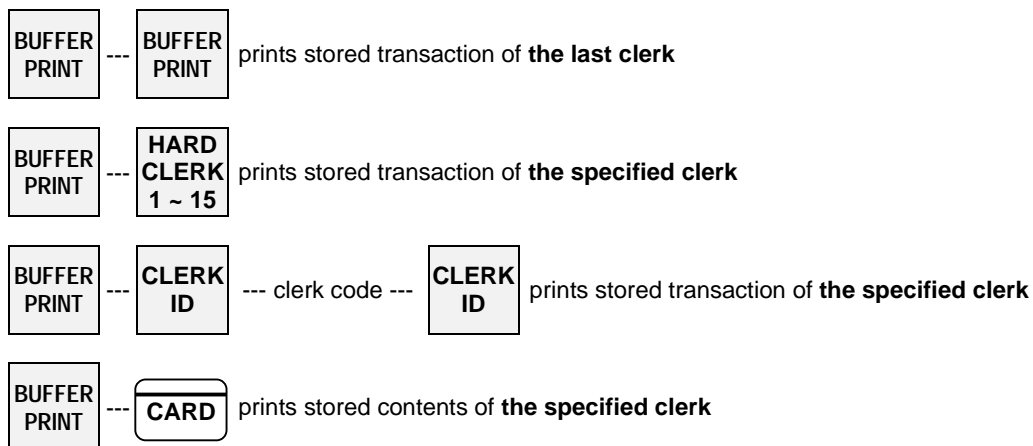 BUFFER PRINT --- BUFFER PRINT prints stored transaction of the last clerk
BUFFER PRINT --- HARD CLERK 1 ~ 15 prints stored transaction of the specified clerk
BUFFER PRINT --- CLERK ID --- clerk code --- CLERK ID prints stored transaction of the specified clerk
BUFFER PRINT --- CARD prints stored contents of the specified clerk